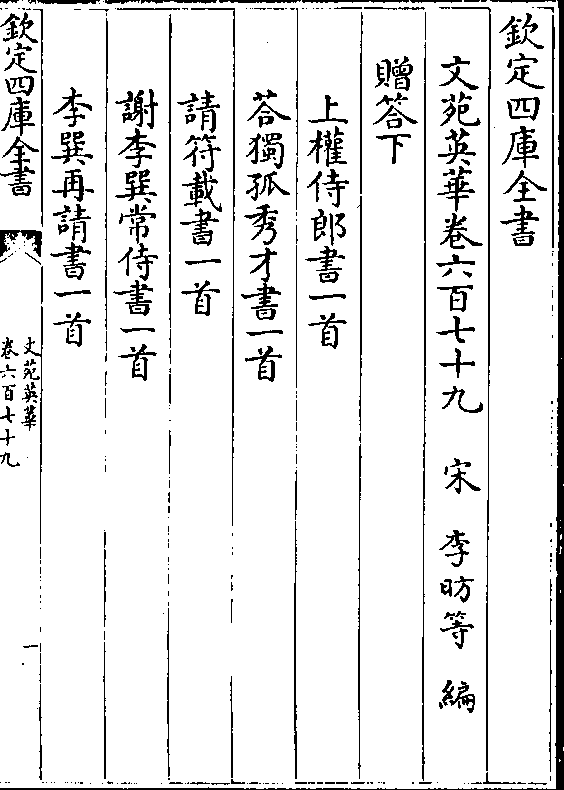 欽定四庫全書
文苑英華卷六百七十九　宋　李昉等　編
贈答下
上權侍郎書一首
荅獨孤秀才書一首
請符載書一首
謝李巽常侍書一首
李巽再請書一首
欽定四庫全書
文苑英華
卷六百七十九
一